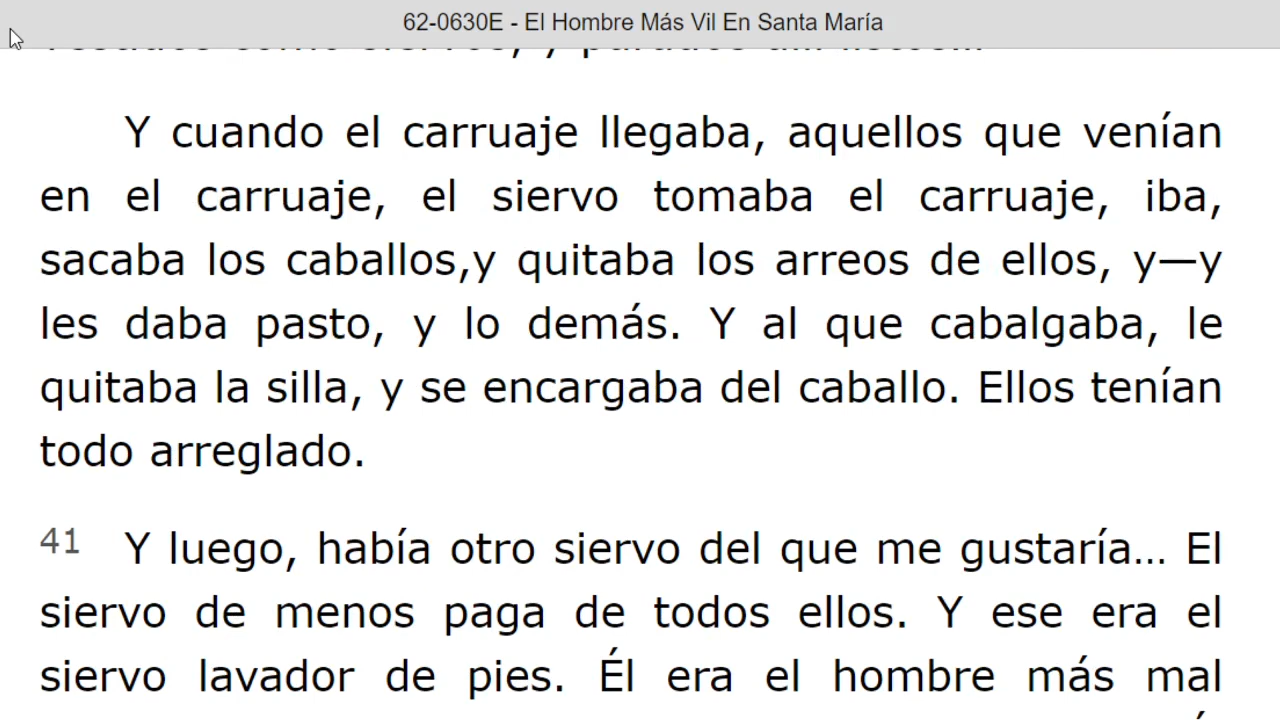 62-0630E - El Hombre Más Vil En Santa María
Y cuando el carruaje llegaba, aquellos que venían
en el carruaje, el siervo tomaba el carruaje, iba,
sacaba los caballos,y quitaba los arreos de ellos, y—y
les daba pasto, y lo demás. Y al que cabalgaba, le
quitaba la silla, y se encargaba del caballo. Ellos tenían
todo arreglado.
41 Y luego, había otro siervo del que me gustaría… El
siervo de menos paga de todos ellos. Y ese era el
siervo lavador de pies. Él era el hombre más mal